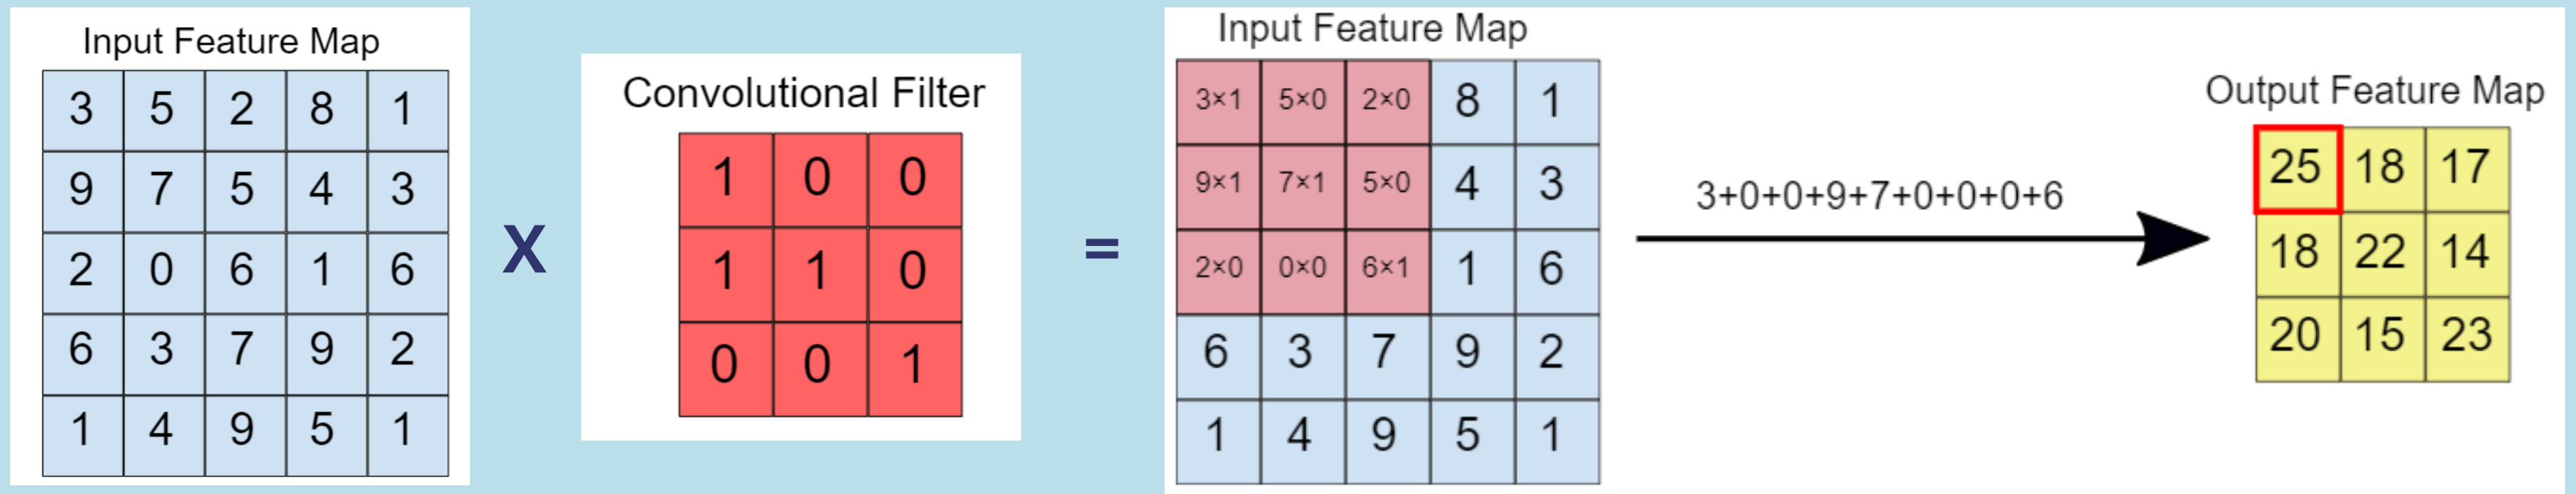 Input Feature Map
3 5 2 8 1
9 7 5 4 3
2 0 6 1 6
6 3 7 9 2
1 4 9 5 1
X
Convolutional Filter
1 0 0
1 1 0
0 0 1
=
Input Feature Map
3×1 5×0 2×0 8 1
9×1 7×1 5×0 4 3
2×0 0×0 6×1 1 6
6 3 7 9 2
1 4 9 5 1
3+0+0+9+7+0+0+0+6
Output Feature Map
25 18 17
18 22 14
20 15 23